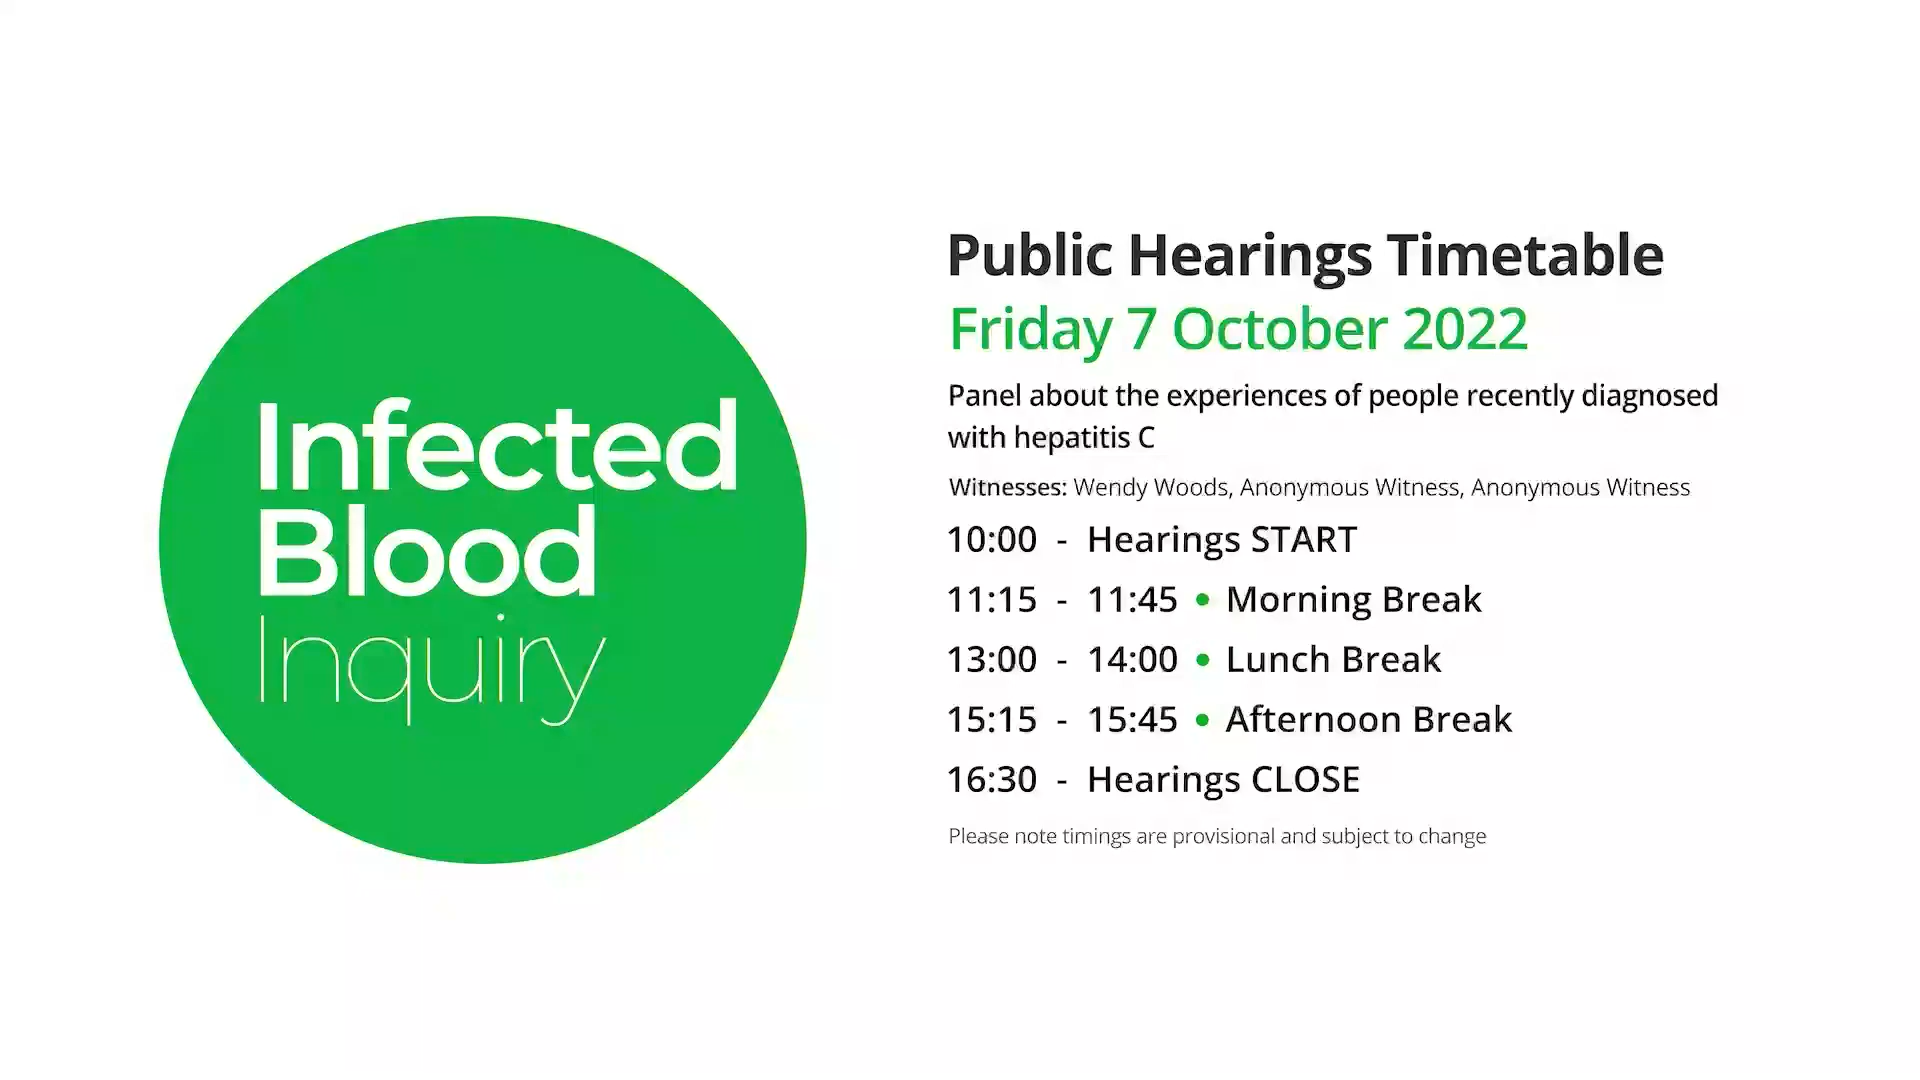 Infected
Blood
Inquiry
Public Hearings Timetable
Friday 7 October 2022
Panel about the experiences of people recently diagnosed
with hepatitis C
Witnesses: Wendy Woods, Anonymous Witness, Anonymous Witness
10:00 - Hearings START
11:15 - 11:45 • Morning Break
13:00 - 14:00 • Lunch Break
15:15 - 15:45 • Afternoon Break
16:30 - Hearings CLOSE
Please note timings are provisional and subject to change